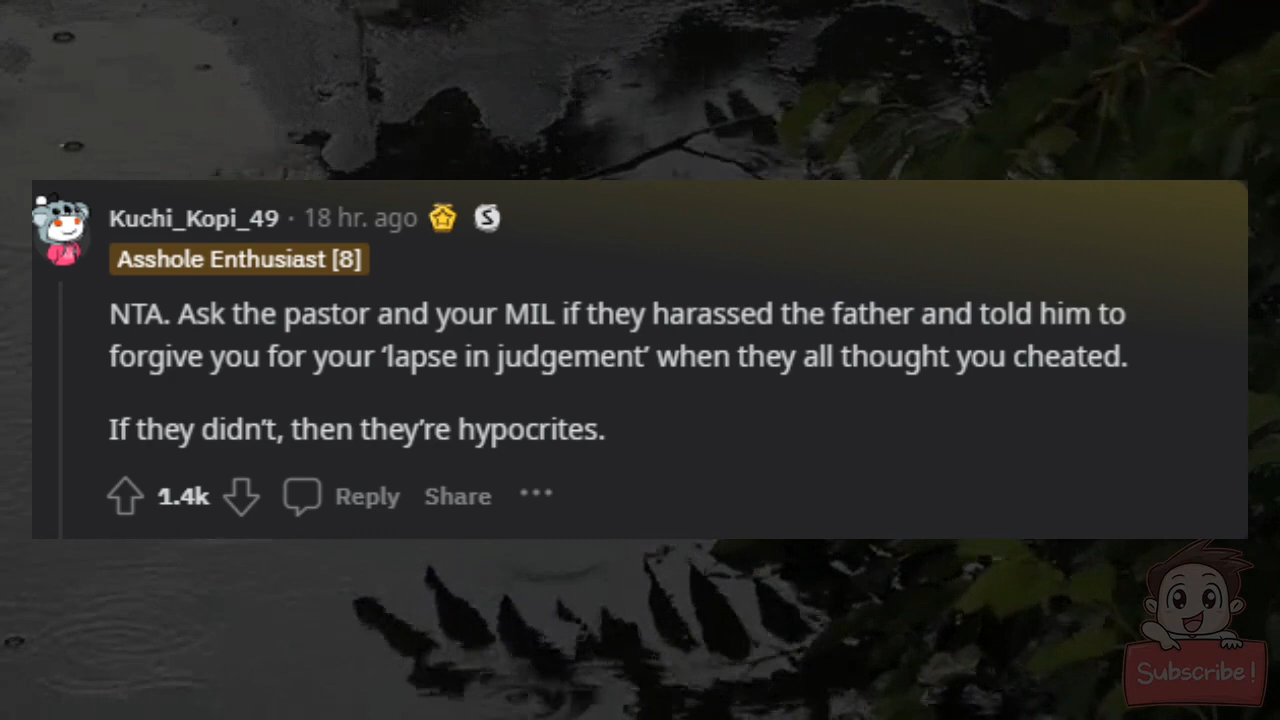 Kuchi_Kopi_49 · 18 hr. ago
Asshole Enthusiast [8]
NTA. Ask the pastor and your MIL if they harassed the father and told him to
forgive you for your ‘lapse in judgement’ when they all thought you cheated.
If they didn’t, then they’re hypocrites.
1.4k Reply Share ···
Subscribe!